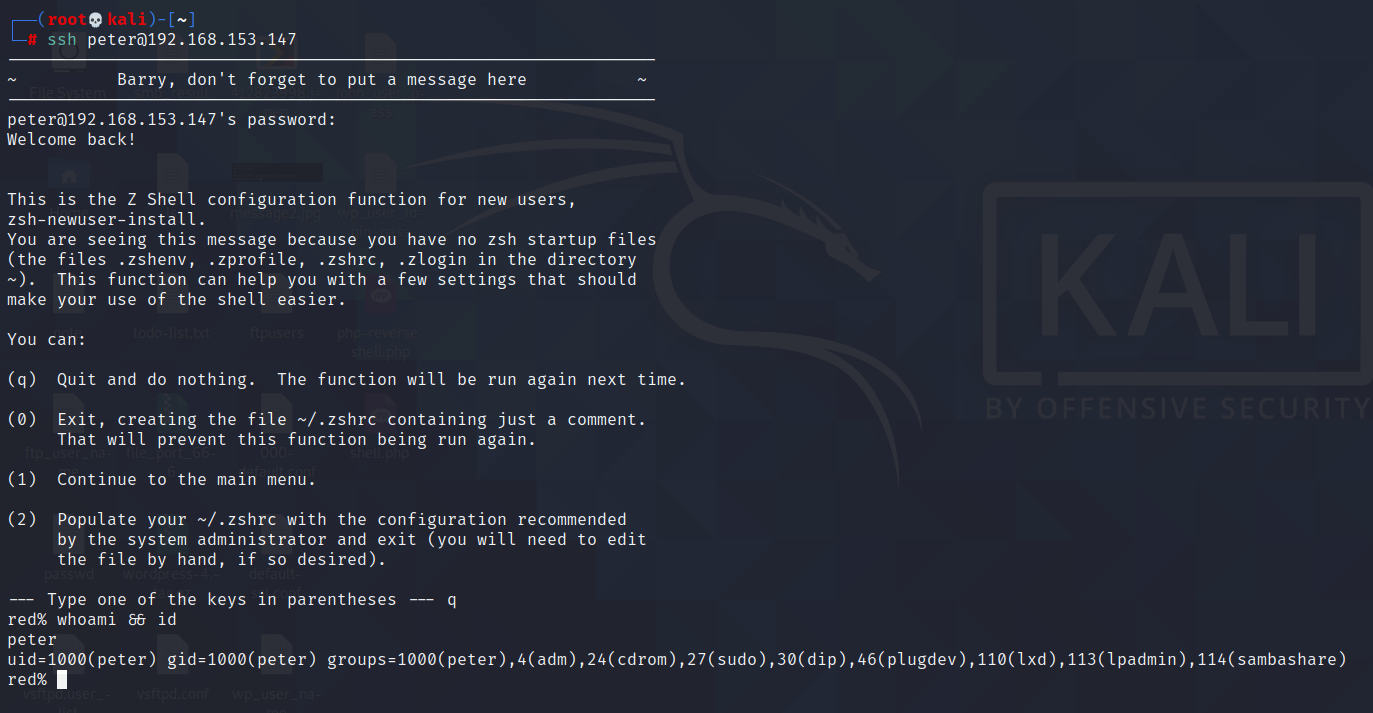 (root💀kali)-[~]
# ssh peter@192.168.153.147
~ Barry, don't forget to put a message here ~
peter@192.168.153.147's password:
Welcome back!
This is the Z Shell configuration function for new users,
zsh-newuser-install.
You are seeing this message because you have no zsh startup files
(the files .zshenv, .zprofile, .zshrc, .zlogin in the directory
~).  This function can help you with a few settings that should
make your use of the shell easier.
You can:
(q)  Quit and do nothing.  The function will be run again next time.
(0)  Exit, creating the file ~/.zshrc containing just a comment.
That will prevent this function being run again.
(1)  Continue to the main menu.
(2)  Populate your ~/.zshrc with the configuration recommended
by the system administrator and exit (you will need to edit
the file by hand, if so desired).
--- Type one of the keys in parentheses --- q
red% whoami && id
peter
uid=1000(peter) gid=1000(peter) groups=1000(peter),4(adm),24(cdrom),27(sudo),30(dip),46(plugdev),110(lxd),113(lpadmin),114(sambashare)
red%
KALI
BY OFFENSIVE SECURITY
File System
message2.jpg
note
todo-list.txt
ftpusers
php-reverse-
shell.php
file_port_66-
000-
default.conf
shell.php
passwd
wordpress-4.-
default-
vsftpd.conf